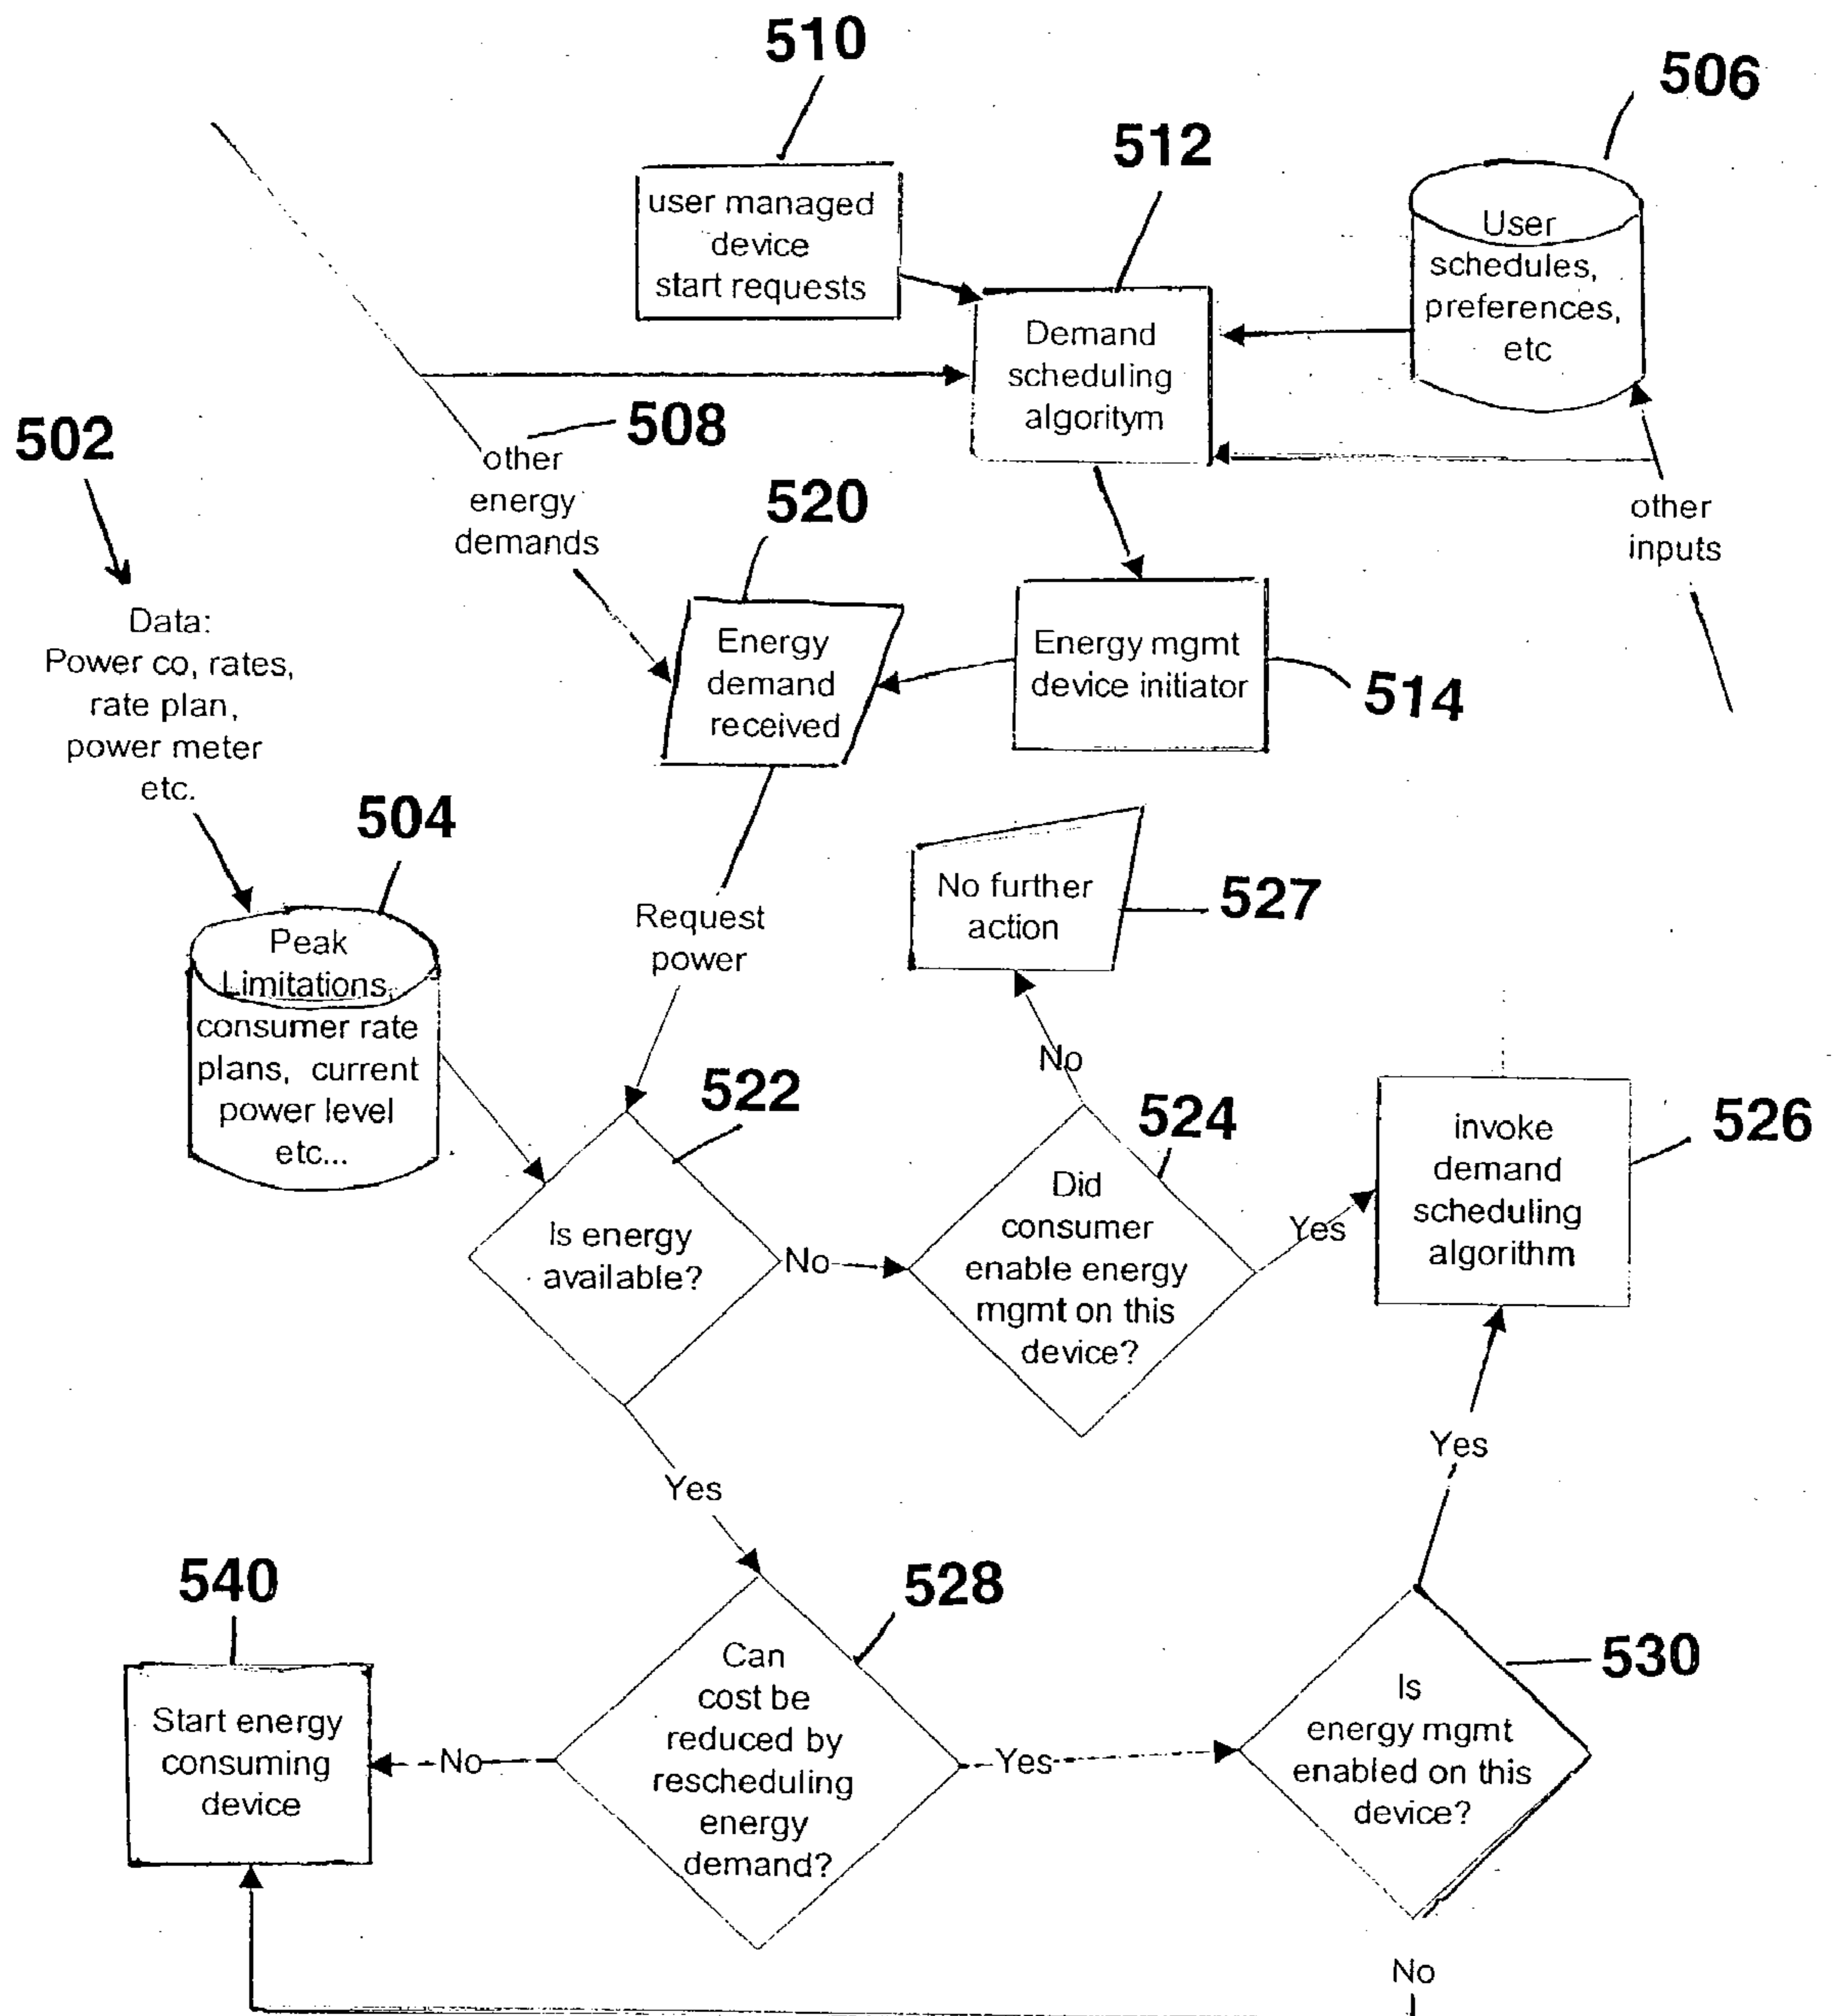 510
506
512
user managed
device
start requests
User
schedules,
preferences,
etc
Demand
scheduling
algoritym
502
508
other
energy
demands
520
other
inputs
Data:
Power co, rates,
rate plan,
power meter
etc.
Energy
demand
received
Energy mgmt
device initiator
514
504
Peak
Limitations,
consumer rate
plans, current
power level
etc...
Request
power
No further
action
527
No
522
524
526
invoke
demand
scheduling
algorithm
Is energy
available?
No
Did
consumer
enable energy
mgmt on this
device?
Yes
Yes
Yes
540
528
530
Start energy
consuming
device
No
Can
cost be
reduced by
rescheduling
energy
demand?
Yes
Is
energy mgmt
enabled on this
device?
No